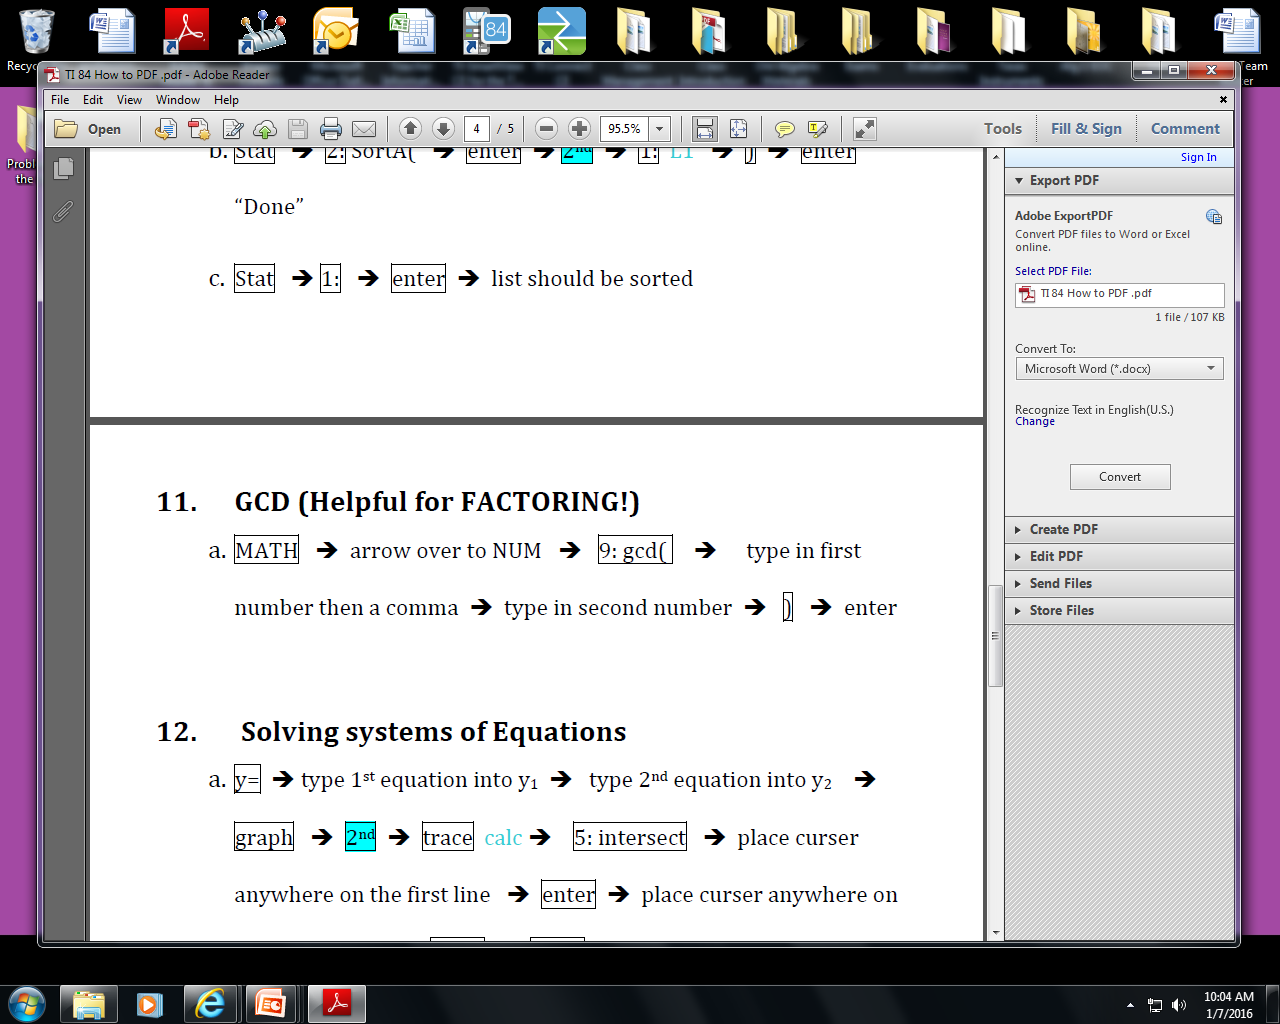 Recyc
TI 84 How to PDF .pdf - Adobe Reader
Team
er
File Edit View Window Help
Open 4 / 5 95.5% Tools Fill & Sign Comment
Probl
the
b. Stat ➔ 2: SortA( ➔ enter ➔ 2nd ➔ 1: L1 ➔ ) ➔ enter
“Done”
c. Stat ➔ 1: ➔ enter ➔ list should be sorted
11. GCD (Helpful for FACTORING!)
a. MATH ➔ arrow over to NUM ➔ 9: gcd( ➔ type in first
number then a comma ➔ type in second number ➔ ) ➔ enter
12. Solving systems of Equations
a. y= ➔ type 1st equation into y1 ➔ type 2nd equation into y2 ➔
graph ➔ 2nd ➔ trace calc ➔ 5: intersect ➔ place curser
anywhere on the first line ➔ enter ➔ place curser anywhere on
Sign In
Export PDF
Adobe ExportPDF
Convert PDF files to Word or Excel
online.
Select PDF File:
TI 84 How to PDF .pdf
1 file / 107 KB
Convert To:
Microsoft Word (*.docx)
Recognize Text in English(U.S.)
Change
Convert
Create PDF
Edit PDF
Send Files
Store Files
84
10:04 AM
1/7/2016